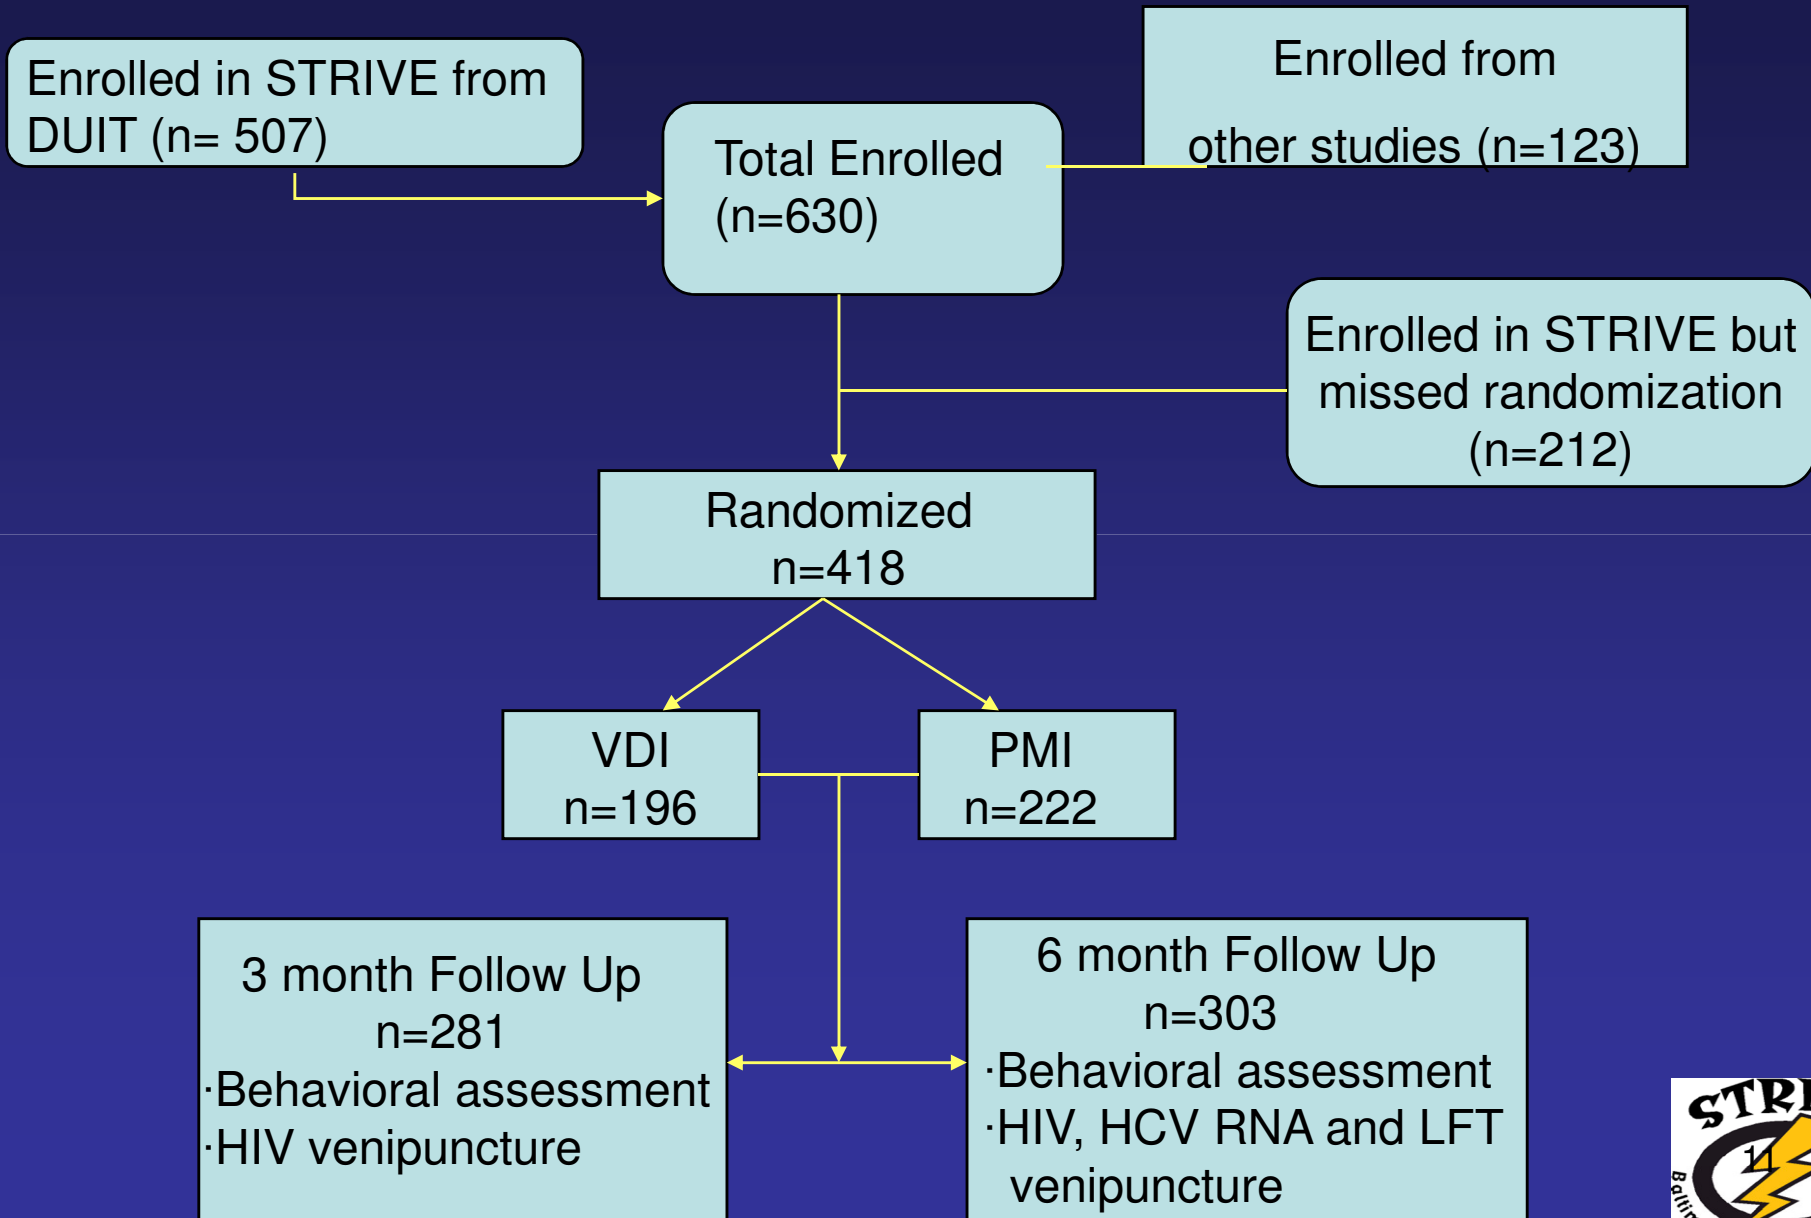 Enrolled in STRIVE from
DUIT (n= 507)
Enrolled from
other studies (n=123)
Total Enrolled
(n=630)
Enrolled in STRIVE but
missed randomization
(n=212)
Randomized
n=418
VDI
n=196
PMI
n=222
3 month Follow Up
n=281
·Behavioral assessment
·HIV venipuncture
6 month Follow Up
n=303
·Behavioral assessment
·HIV, HCV RNA and LFT
venipuncture
11